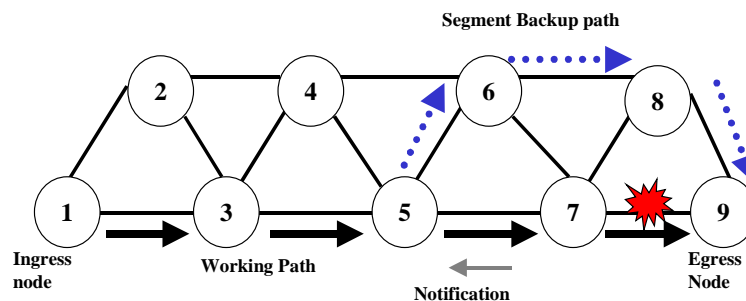 Segment Backup path
2
4
6
8
1
3
5
7
9
Ingress
node
Working Path
Egress
Node
Notification